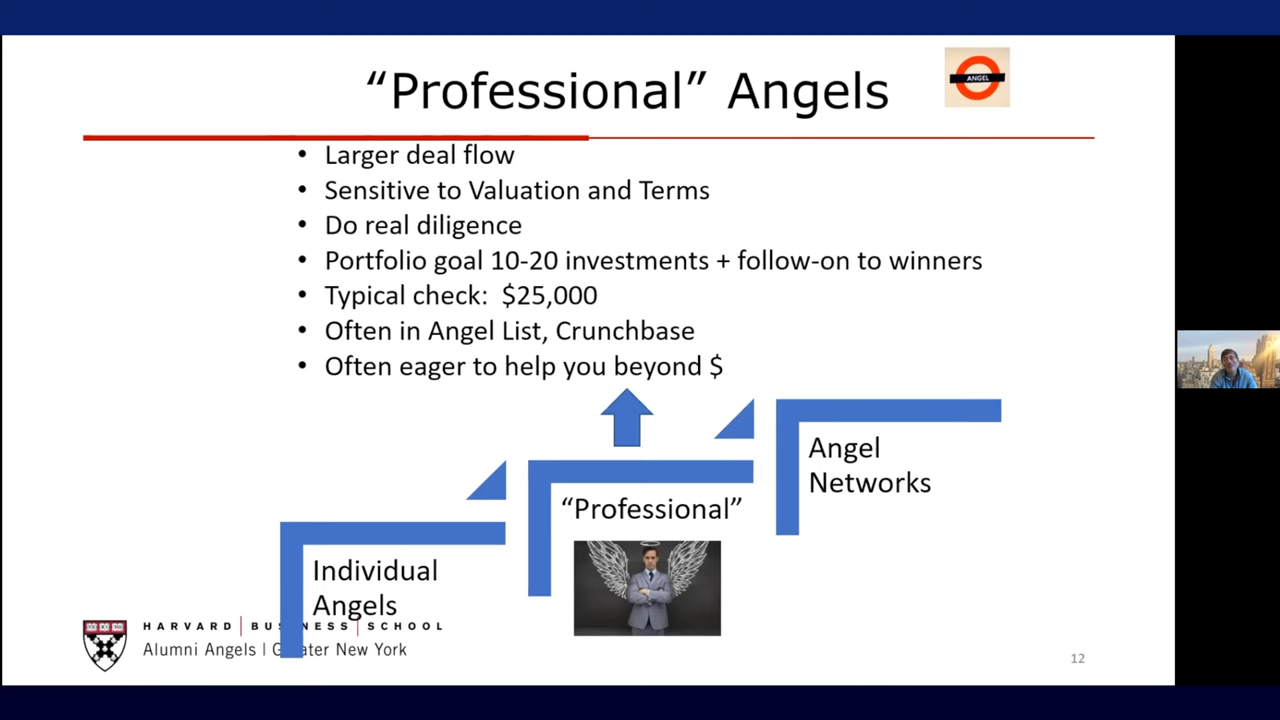 “Professional” Angels
ANGEL
• Larger deal flow
• Sensitive to Valuation and Terms
• Do real diligence
• Portfolio goal 10-20 investments + follow-on to winners
• Typical check: $25,000
• Often in Angel List, Crunchbase
• Often eager to help you beyond $
Angel
Networks
“Professional”
Individual
Angels
HARVARD | BUSINESS | SCHOOL
Alumni Angels | Greater New York
12